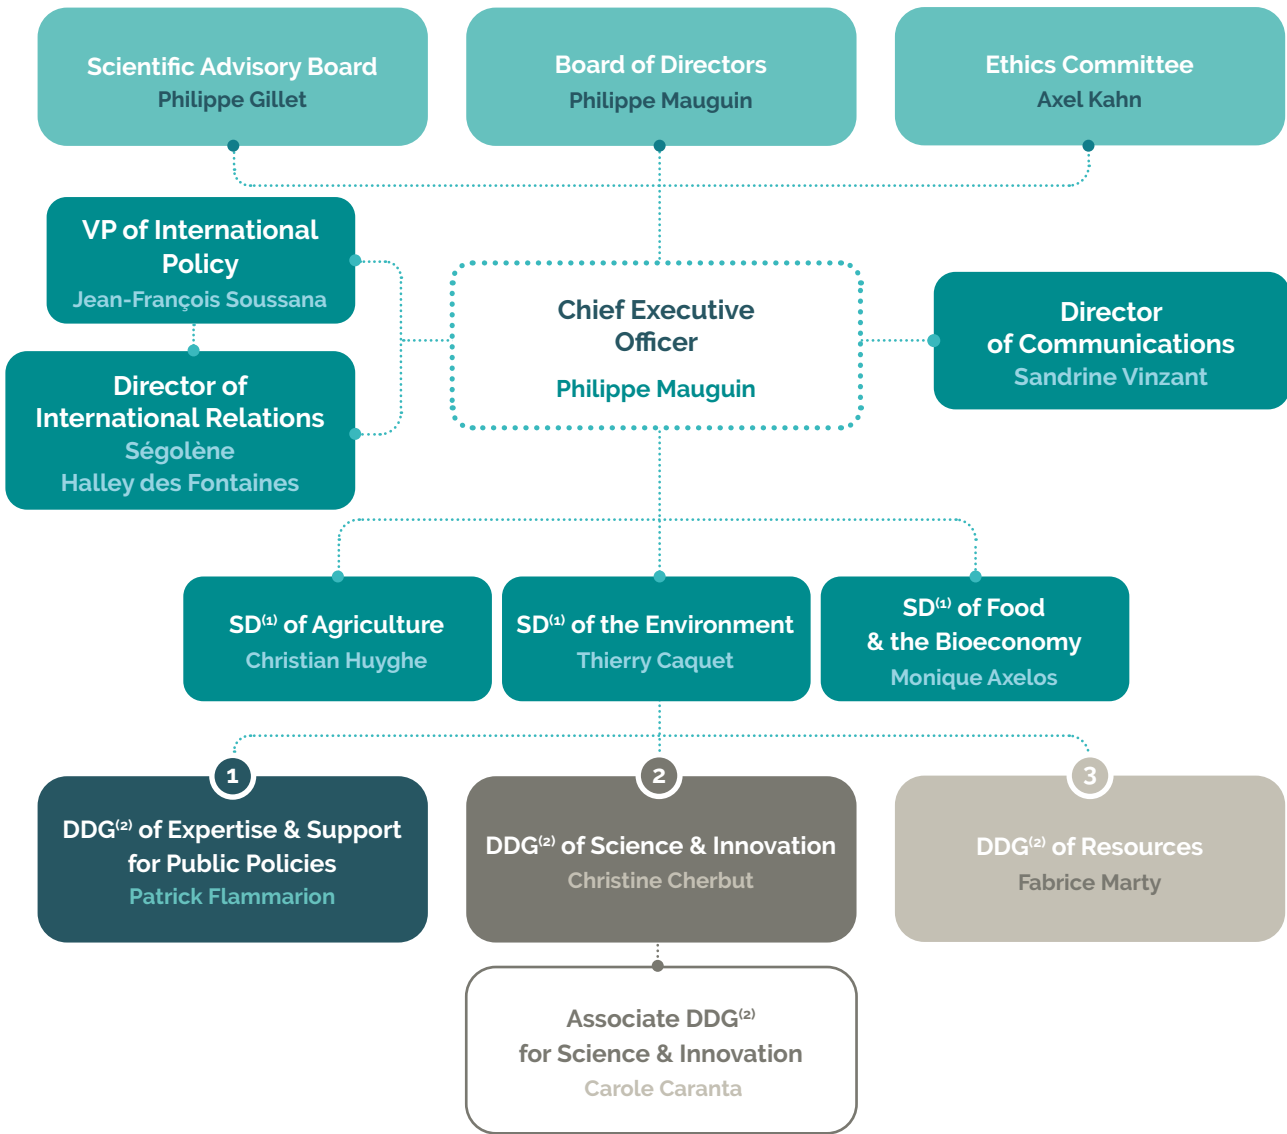 Scientific Advisory Board
Philippe Gillet
Board of Directors
Philippe Mauguin
Ethics Committee
Axel Kahn
VP of International
Policy
Jean-François Soussana
Chief Executive
Officer
Philippe Mauguin
Director
of Communications
Sandrine Vinzant
Director of
International Relations
Ségolène
Halley des Fontaines
SD(1) of Agriculture
Christian Huyghe
SD(1) of the Environment
Thierry Caquet
SD(1) of Food
& the Bioeconomy
Monique Axelos
1
DDG(2) of Expertise & Support
for Public Policies
Patrick Flammarion
2
DDG(2) of Science & Innovation
Christine Cherbut
3
DDG(2) of Resources
Fabrice Marty
Associate DDG(2)
for Science & Innovation
Carole Caranta